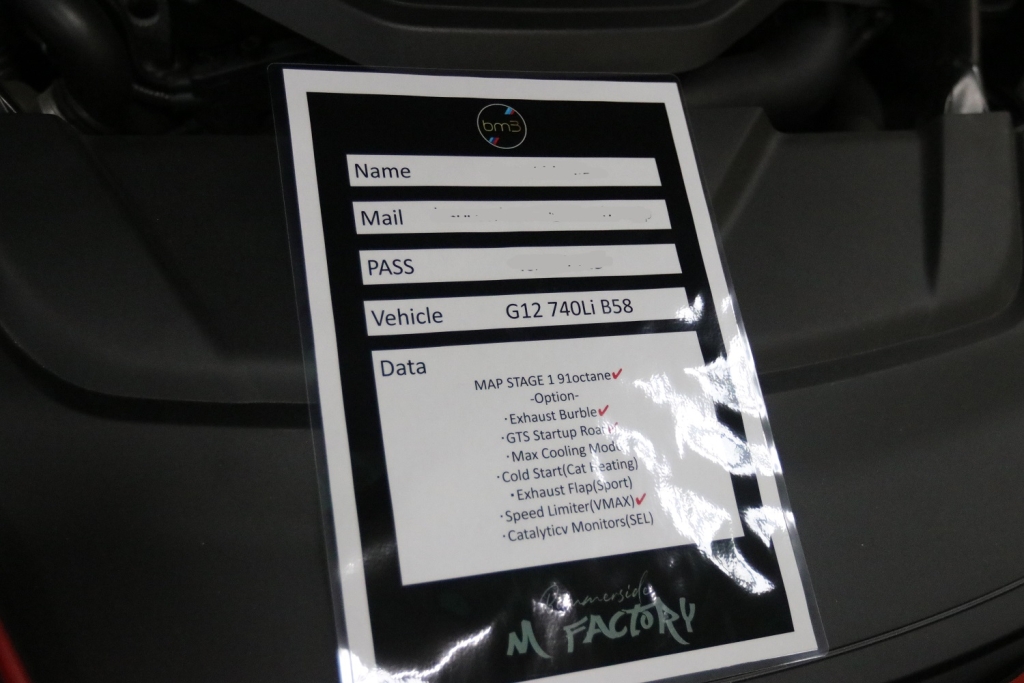 bm3
Name
Mail
PASS
Vehicle G12 740Li B58
Data
MAP STAGE 1 91octane✔
-Option-
・Exhaust Burble✔
・GTS Startup Roar✔
・Max Cooling Mode
・Cold Start(Cat Heating)
・Exhaust Flap(Sport)
・Speed Limiter(VMAX)✔
・Catalyticv Monitors(SEL)
M FACTORY